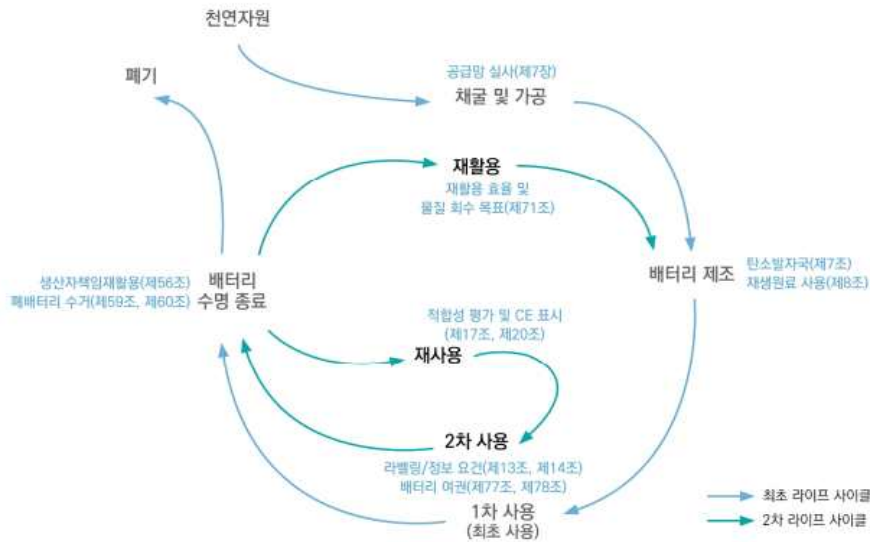 천연자원
폐기
공급망 실사(제7장)
채굴 및 가공
재활용
재활용 효율 및
물질 회수 목표(제71조)
생산자책임재활용(제56조)
폐배터리 수거(제59조, 제60조)
배터리
수명 종료
배터리 제조
탄소발자국(제7조)
재생원료 사용(제8조)
적합성 평가 및 CE 표시
(제17조, 제20조)
재사용
2차 사용
라벨링/정보 요건(제13조, 제14조)
배터리 여권(제77조, 제78조)
1차 사용
(최초 사용)
최초 라이프 사이클
2차 라이프 사이클